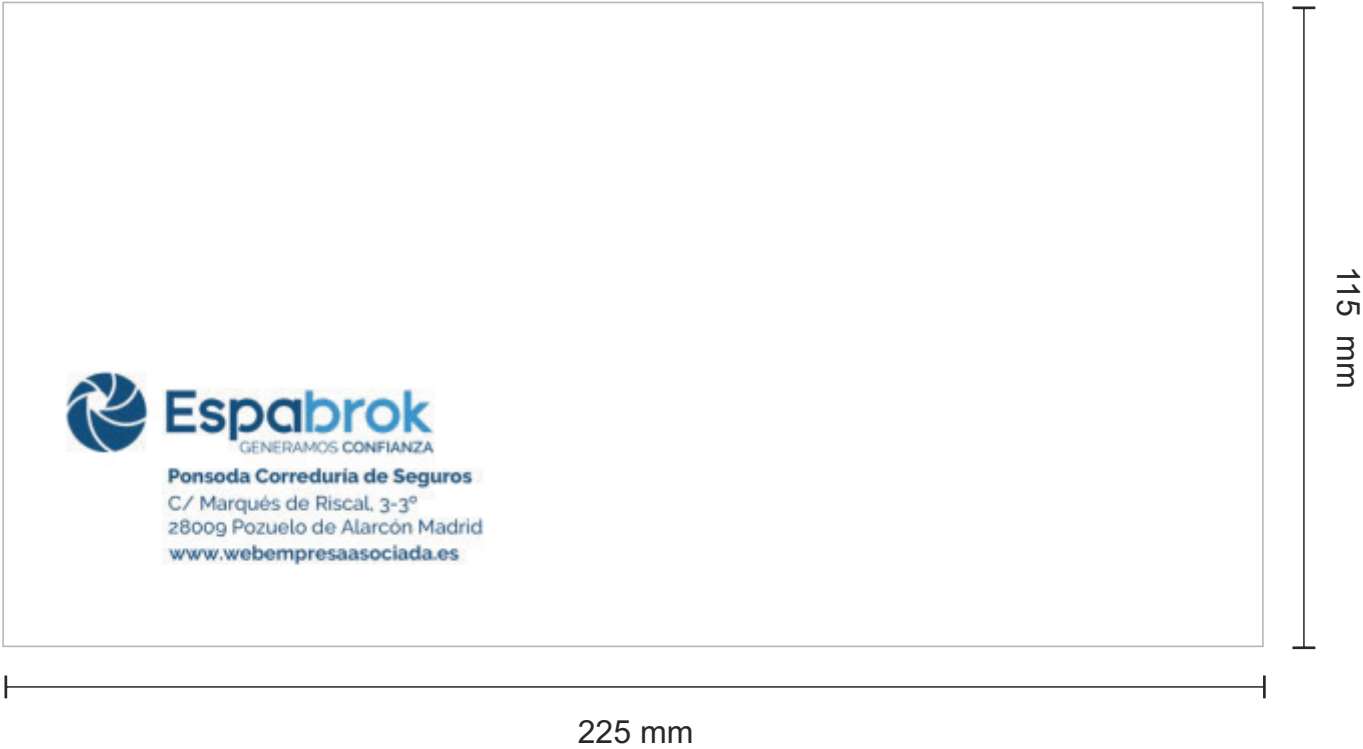 Espabrok
GENERAMOS CONFIANZA
Ponsoda Correduría de Seguros
C/ Marqués de Riscal, 3-3º
28009 Pozuelo de Alarcón Madrid
www.webempresaasociada.es
115 mm
225 mm